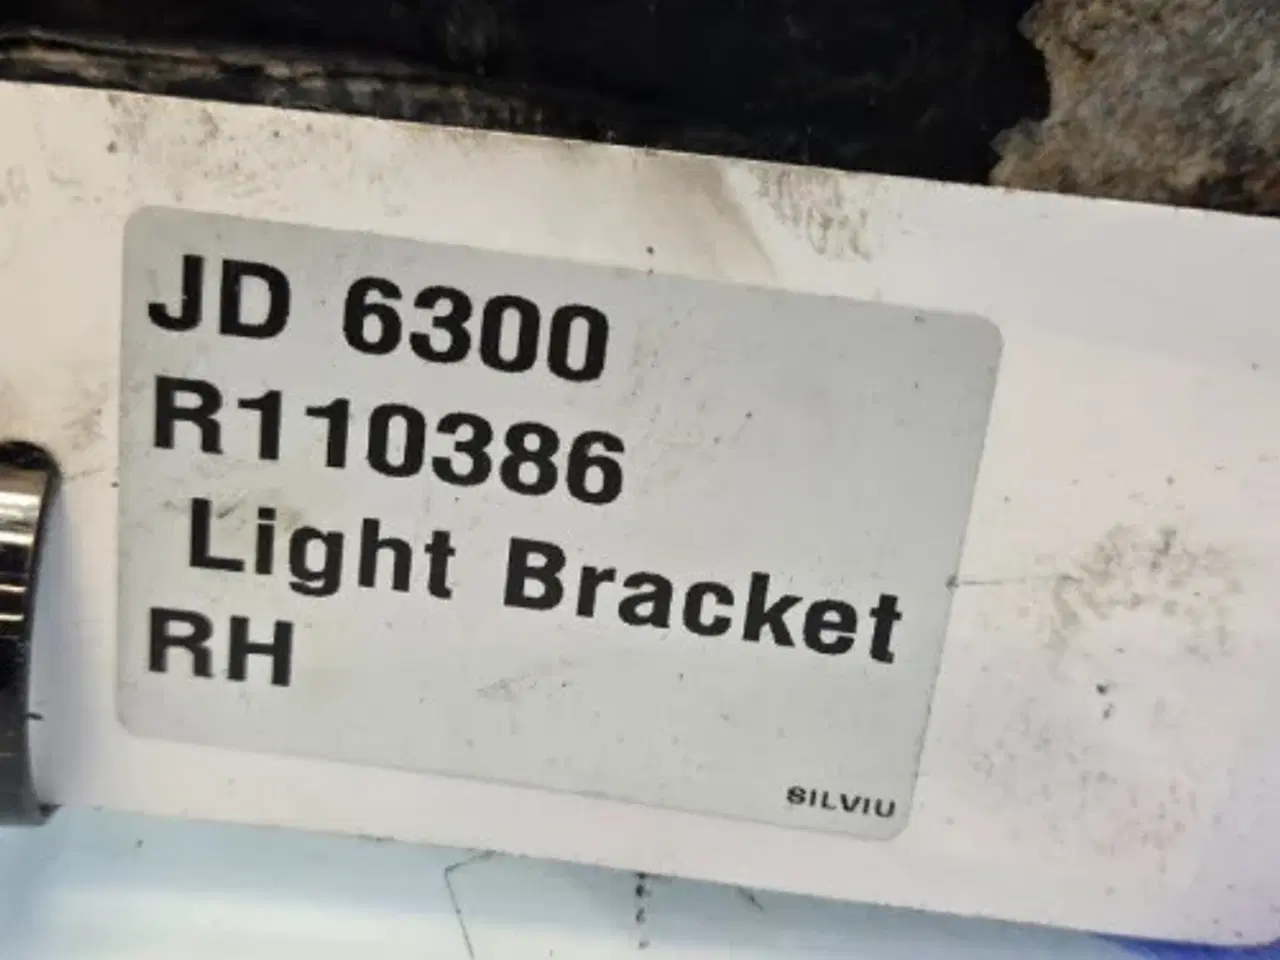 JD 6300
R110386
Light Bracket
RH
SILVIU